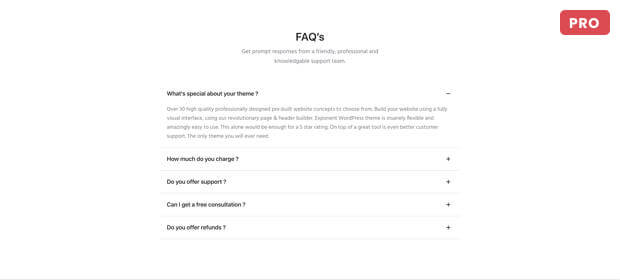 PRO
FAQ's
Get prompt responses from a friendly, professional and
knowledgable support team.
What's special about your theme ?
Over 30 high quality professionally designed pre-built website concepts to choose from. Build your website using a fully
visual interface, using our revolutionary page & header builder. Exponent WordPress theme is insanely flexible and
amazingly easy to use. This alone would be enough for a 5 star rating. On top of a great tool is even better customer
support. The only theme you will ever need.
How much do you charge ?
Do you offer support ?
Can I get a free consultation ?
Do you offer refunds ?